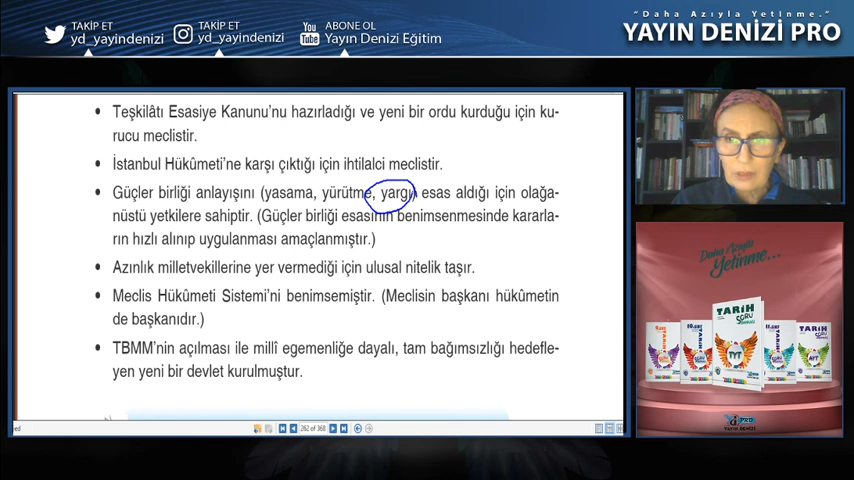 TAKİP ET
yd_yayindenizi
TAKİP ET
yd_yayindenizi
You
Tube
ABONE OL
Yayın Denizi Eğitim
"Daha Azıyla Yetinme."
YAYIN DENİZİ PRO
• Teşkilâtı Esasiye Kanunu'nu hazırladığı ve yeni bir ordu kurduğu için ku-
rucu meclistir.
• İstanbul Hükûmeti'ne karşı çıktığı için ihtilalci meclistir.
• Güçler birliği anlayışını (yasama, yürütme, yargı) esas aldığı için olağa-
nüstü yetkilere sahiptir. (Güçler birliği esasının benimsenmesinde kararla-
rın hızlı alınıp uygulanması amaçlanmıştır.)
• Azınlık milletvekillerine yer vermediği için ulusal nitelik taşır.
• Meclis Hükûmeti Sistemi'ni benimsemiştir. (Meclisin başkanı hükûmetin
de başkanıdır.)
• TBMM'nin açılması ile millî egemenliğe dayalı, tam bağımsızlığı hedefle-
yen yeni bir devlet kurulmuştur.
262 of 368
Daha Azıyla
Yetinme...
TARİH
SORU
TYT
TARİH
SORU
AYT
PRO
YAYIN DENİZİ